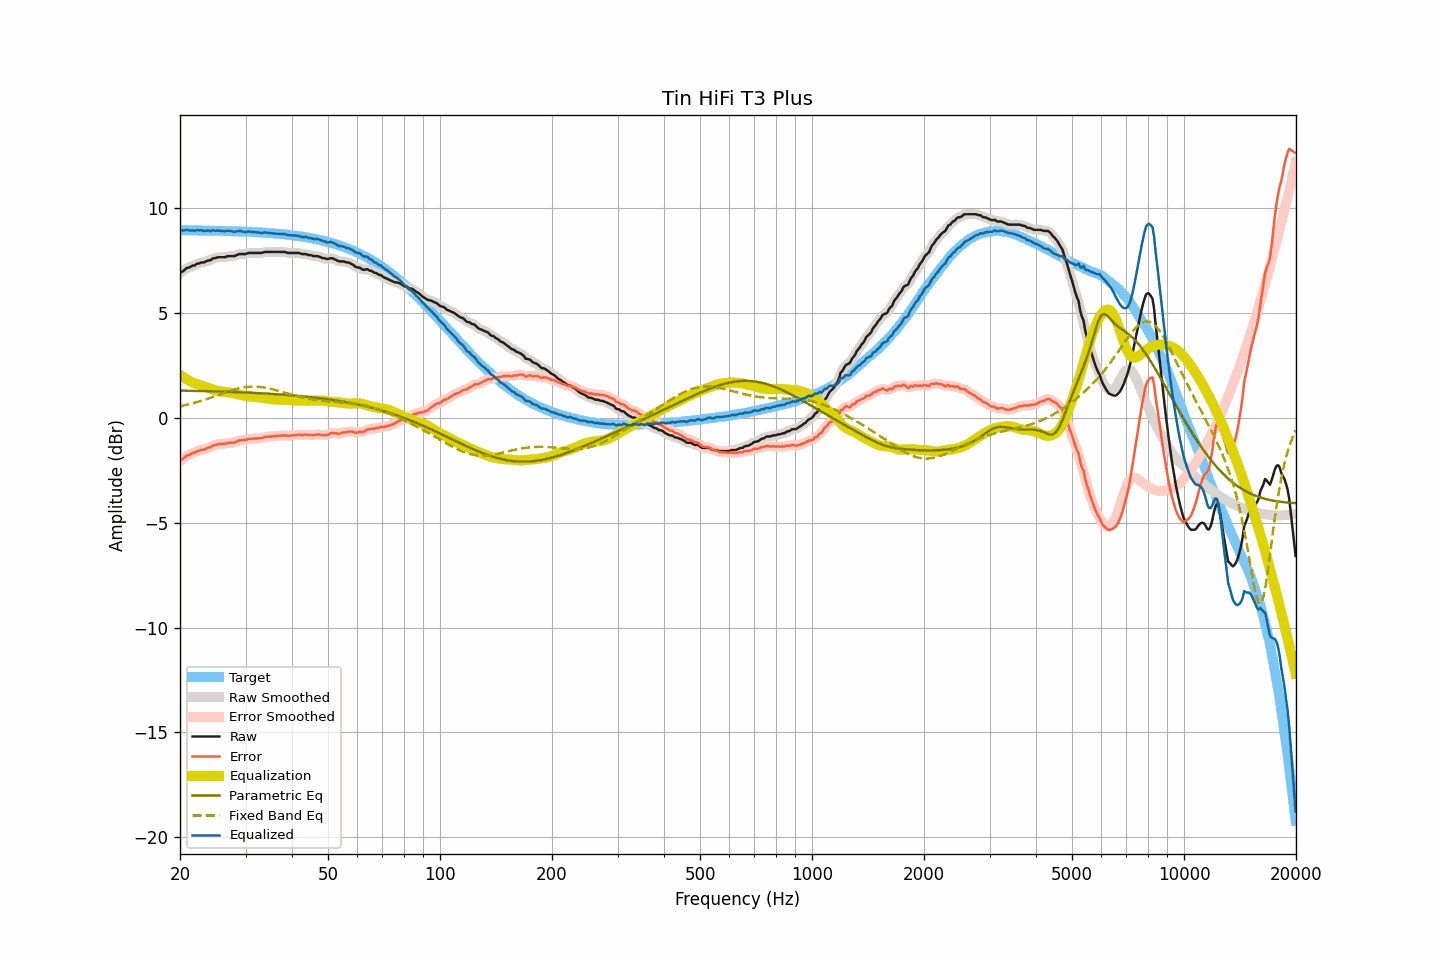 Tin HiFi T3 Plus
Amplitude (dBr)
10
5
0
−5
−10
−15
−20
Target
Raw Smoothed
Error Smoothed
Raw
Error
Equalization
Parametric Eq
Fixed Band Eq
Equalized
20 50 100 200 500 1000 2000 5000 10000 20000
Frequency (Hz)